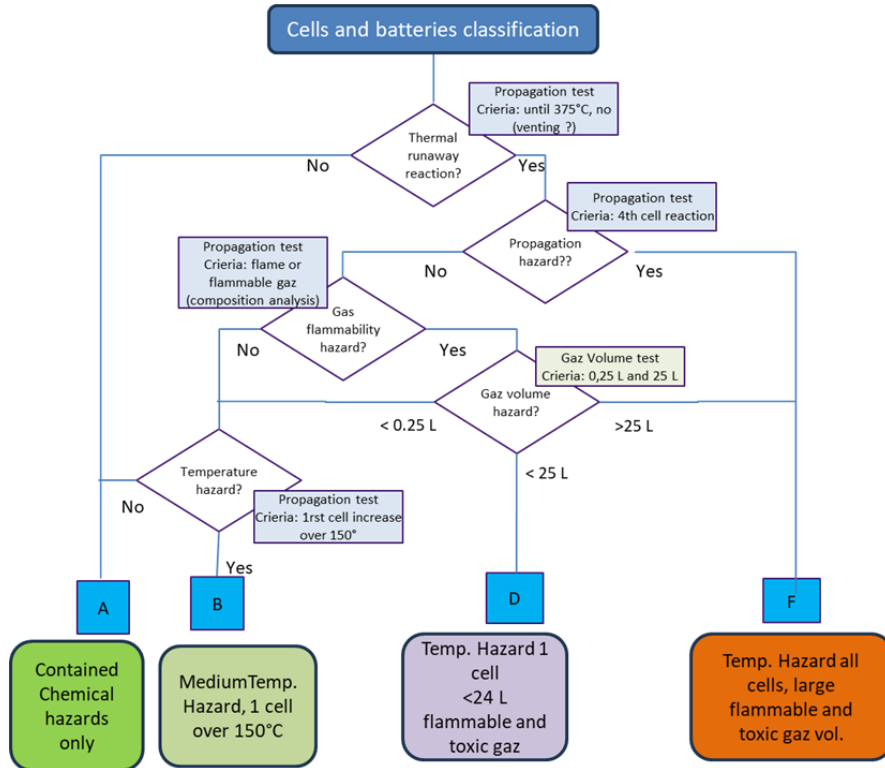 Cells and batteries classification
Propagation test
Crieria: until 375°C, no
(venting ?)
Thermal
runaway
reaction?
No
Yes
Propagation test
Crieria: 4th cell reaction
Propagation
hazard??
No
Yes
Propagation test
Crieria: flame or
flammable gaz
(composition analysis)
Gas
flammability
hazard?
No
Yes
Gaz Volume test
Crieria: 0,25 L and 25 L
Gaz volume
hazard?
< 0.25 L
>25 L
< 25 L
Temperature
hazard?
No
Propagation test
Crieria: 1rst cell increase
over 150°
Yes
A
B
D
F
Contained
Chemical
hazards
only
MediumTemp.
Hazard, 1 cell
over 150°C
Temp. Hazard 1
cell
<24 L
flammable and
toxic gaz
Temp. Hazard all
cells, large
flammable and
toxic gaz vol.